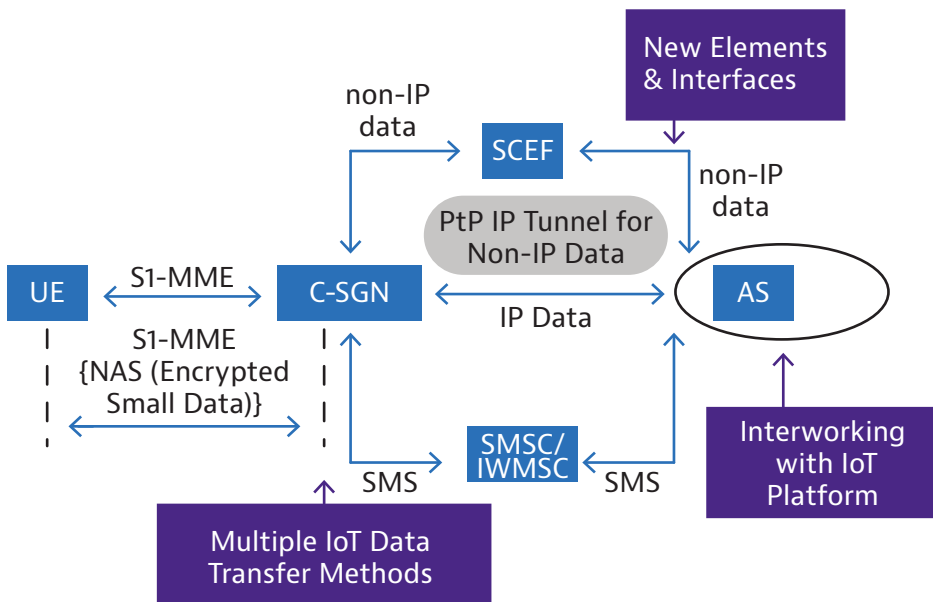 New Elements
& Interfaces
non-IP
data
SCEF
non-IP
data
PtP IP Tunnel for
Non-IP Data
UE
S1-MME
C-SGN
AS
IP Data
S1-MME
{NAS (Encrypted
Small Data)}
SMSC/
IWMSC
SMS
SMS
Interworking
with IoT
Platform
Multiple IoT Data
Transfer Methods